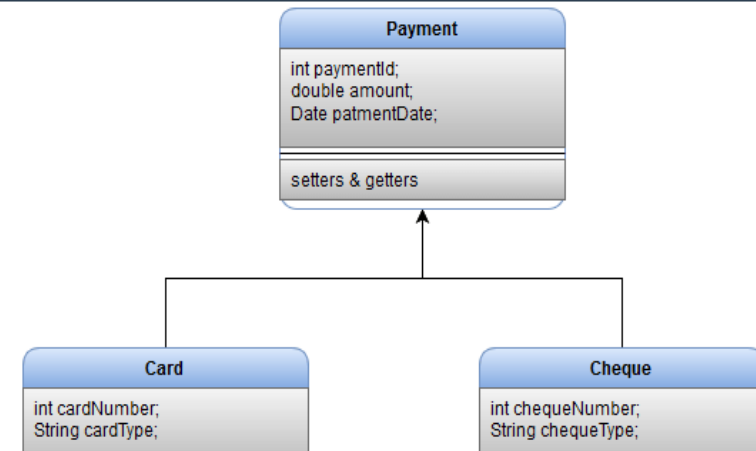 Payment
int paymentId;
double amount;
Date patmentDate;
setters & getters
Card
int cardNumber;
String cardType;
Cheque
int chequeNumber;
String chequeType;